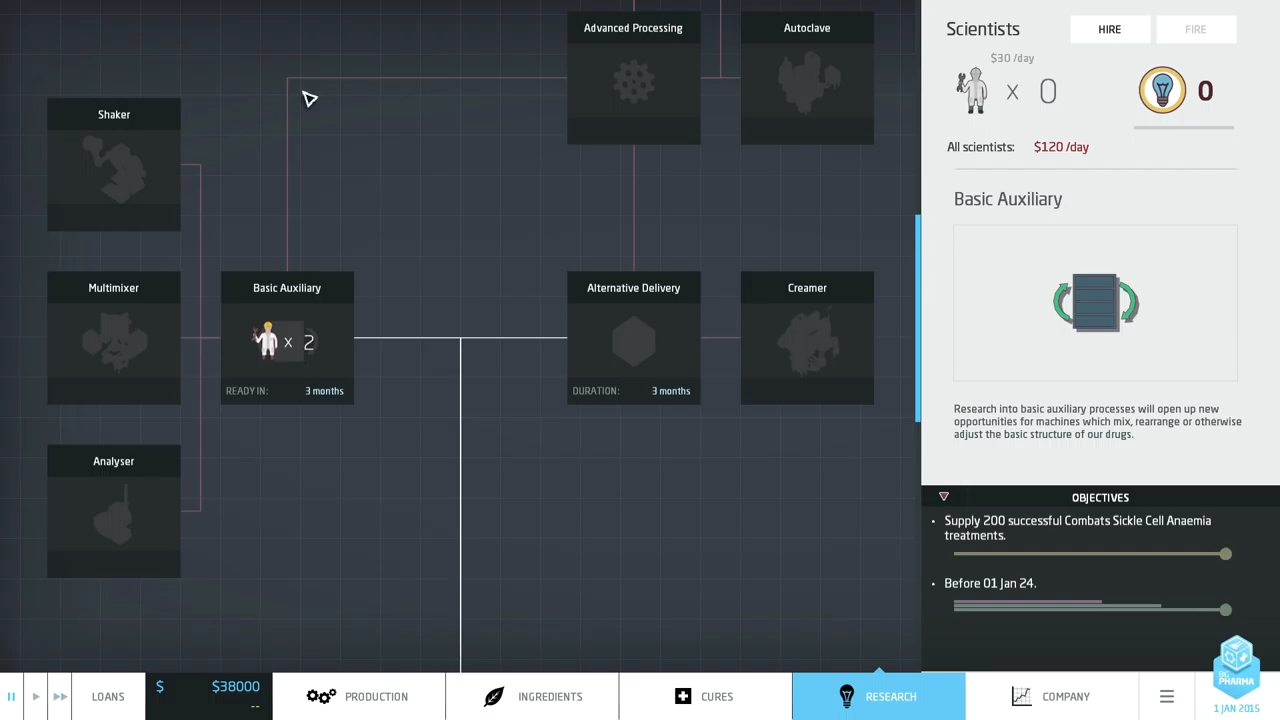 Advanced Processing
Autoclave
Shaker
Multimixer
Basic Auxiliary
x 2
READY IN: 3 months
Alternative Delivery
DURATION: 3 months
Creamer
Analyser
Scientists
HIRE
FIRE
$30 /day
x 0
0
All scientists: $120 /day
Basic Auxiliary
Research into basic auxiliary processes will open up new
opportunities for machines which mix, rearrange or otherwise
adjust the basic structure of our drugs.
OBJECTIVES
• Supply 200 successful Combats Sickle Cell Anaemia
treatments.
• Before 01 Jan 24.
LOANS
$ $38000
--
PRODUCTION
INGREDIENTS
CURES
RESEARCH
COMPANY
BIG
PHARMA
1 JAN 2015